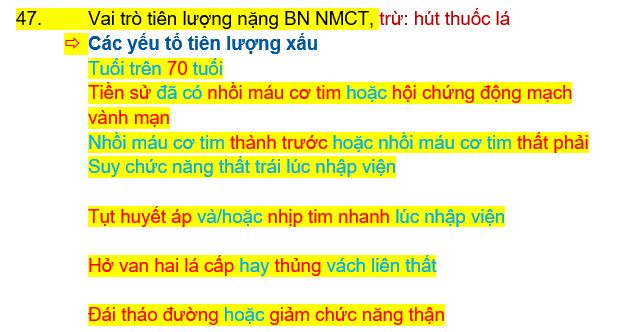 47. Vai trò tiên lượng nặng BN NMCT, trừ: hút thuốc lá
⇨ Các yếu tố tiên lượng xấu
Tuổi trên 70 tuổi
Tiền sử đã có nhồi máu cơ tim hoặc hội chứng động mạch
vành mạn
Nhồi máu cơ tim thành trước hoặc nhồi máu cơ tim thất phải
Suy chức năng thất trái lúc nhập viện
Tụt huyết áp và/hoặc nhịp tim nhanh lúc nhập viện
Hở van hai lá cấp hay thủng vách liên thất
Đái tháo đường hoặc giảm chức năng thận